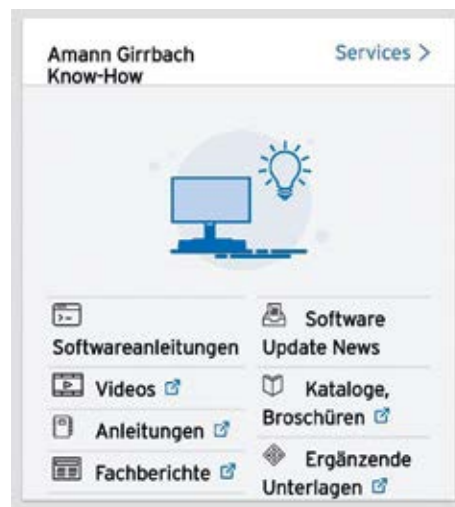 Amann Girrbach
Know-How
Services >
Softwareanleitungen
Videos
Anleitungen
Fachberichte
Software
Update News
Kataloge,
Broschüren
Ergänzende
Unterlagen